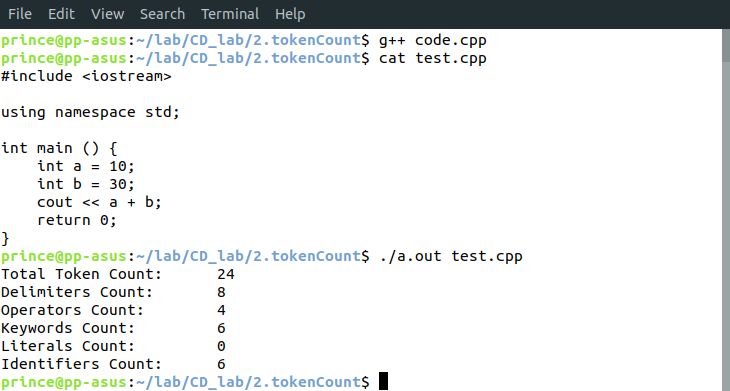 File Edit View Search Terminal Help
prince@pp-asus:~/lab/CD_lab/2.tokenCount$ g++ code.cpp
prince@pp-asus:~/lab/CD_lab/2.tokenCount$ cat test.cpp
#include <iostream>

using namespace std;

int main () {
    int a = 10;
    int b = 30;
    cout << a + b;
    return 0;
}
prince@pp-asus:~/lab/CD_lab/2.tokenCount$ ./a.out test.cpp
Total Token Count:      24
Delimiters Count:       8
Operators Count:        4
Keywords Count:         6
Literals Count:         0
Identifiers Count:      6
prince@pp-asus:~/lab/CD_lab/2.tokenCount$